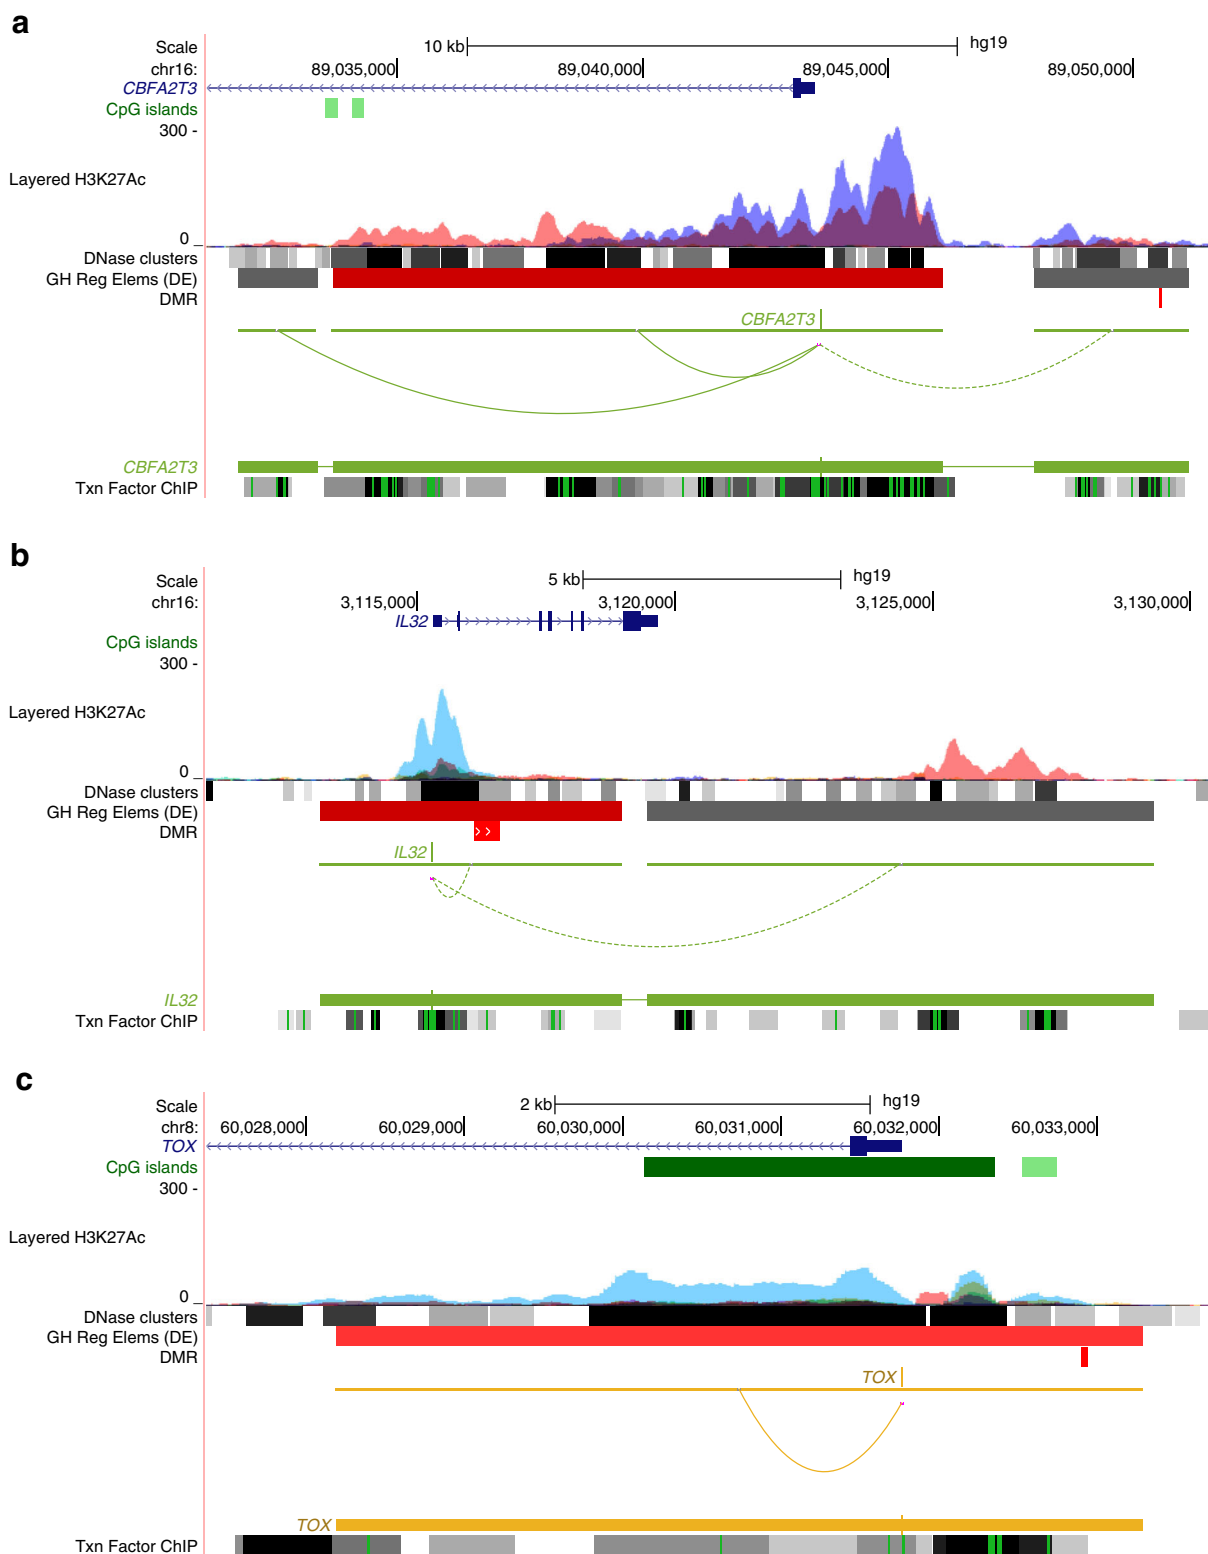 a
Scale 10 kb hg19
chr16: 89,035,000 89,040,000 89,045,000 89,050,000
CBFA2T3
CpG islands
300 -
Layered H3K27Ac
0 _
DNase clusters
GH Reg Elems (DE)
DMR
CBFA2T3
CBFA2T3
Txn Factor ChIP
b
Scale 5 kb hg19
chr16: 3,115,000 3,120,000 3,125,000 3,130,000
IL32
CpG islands
300 -
Layered H3K27Ac
0 _
DNase clusters
GH Reg Elems (DE)
DMR
IL32
IL32
Txn Factor ChIP
c
Scale 2 kb hg19
chr8: 60,028,000 60,029,000 60,030,000 60,031,000 60,032,000 60,033,000
TOX
CpG islands
300 -
Layered H3K27Ac
0 _
DNase clusters
GH Reg Elems (DE)
DMR
TOX
TOX
Txn Factor ChIP